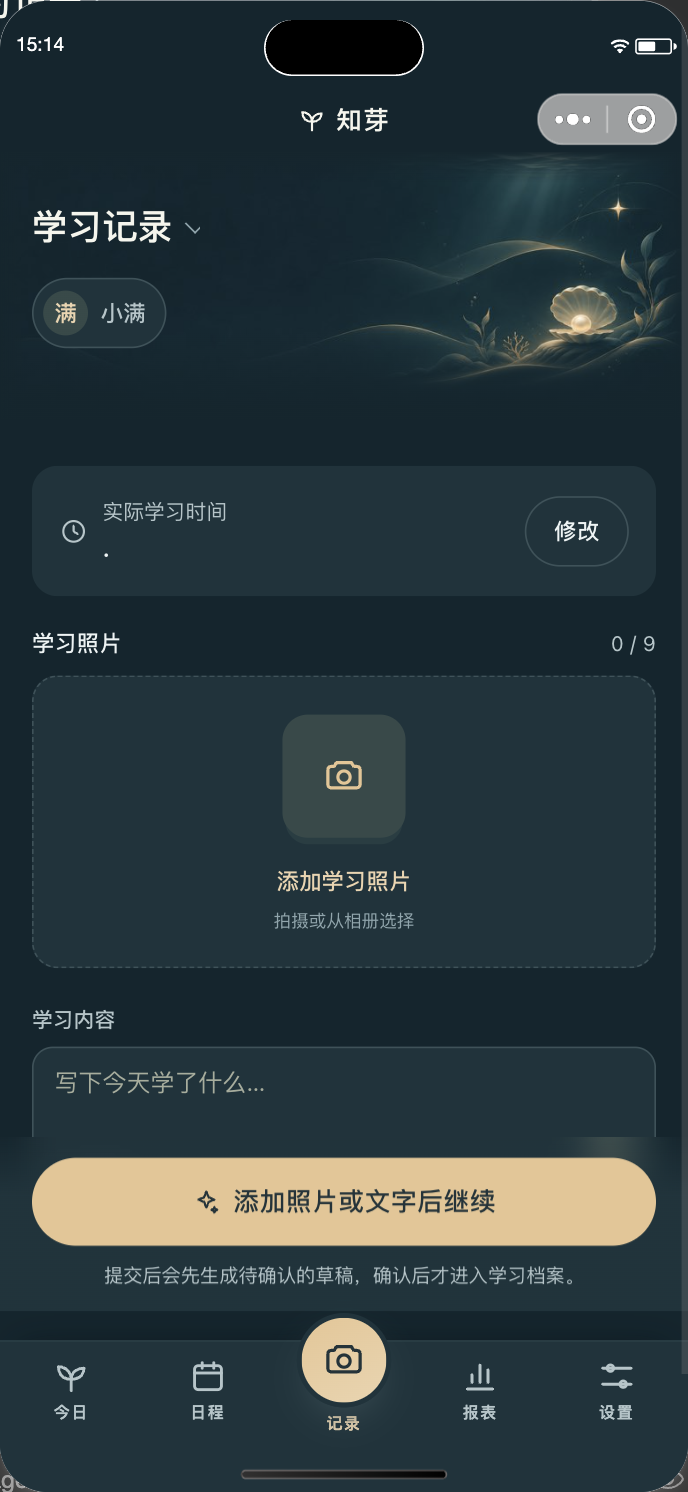 15:14
知芽
学习记录
满 小满
实际学习时间
.
修改
学习照片
0 / 9
添加学习照片
拍摄或从相册选择
学习内容
写下今天学了什么...
添加照片或文字后继续
提交后会先生成待确认的草稿，确认后才进入学习档案。
今日
日程
记录
报表
设置